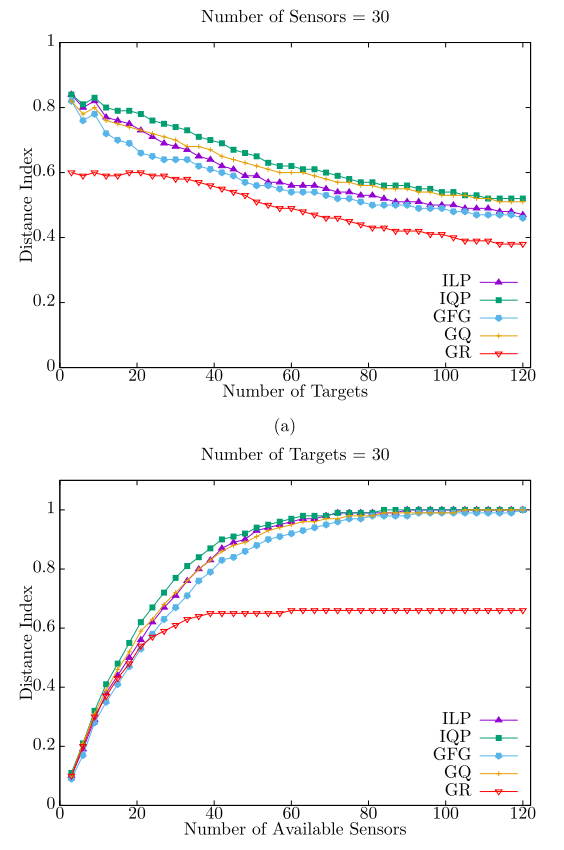 Number of Sensors = 30
1
0.8
0.6
0.4
0.2
0
Distance Index
ILP
IQP
GFG
GQ
GR
0 20 40 60 80 100 120
Number of Targets
(a)
Number of Targets = 30
1
0.8
0.6
0.4
0.2
0
Distance Index
ILP
IQP
GFG
GQ
GR
0 20 40 60 80 100 120
Number of Available Sensors